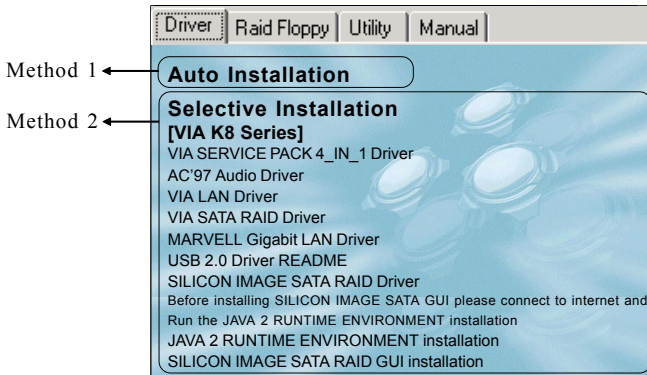 Driver Raid Floppy Utility Manual
Method 1
Auto Installation
Method 2
Selective Installation
[VIA K8 Series]
VIA SERVICE PACK 4_IN_1 Driver
AC'97 Audio Driver
VIA LAN Driver
VIA SATA RAID Driver
MARVELL Gigabit LAN Driver
USB 2.0 Driver README
SILICON IMAGE SATA RAID Driver
Before installing SILICON IMAGE SATA GUI please connect to internet and
Run the JAVA 2 RUNTIME ENVIRONMENT installation
JAVA 2 RUNTIME ENVIRONMENT installation
SILICON IMAGE SATA RAID GUI installation